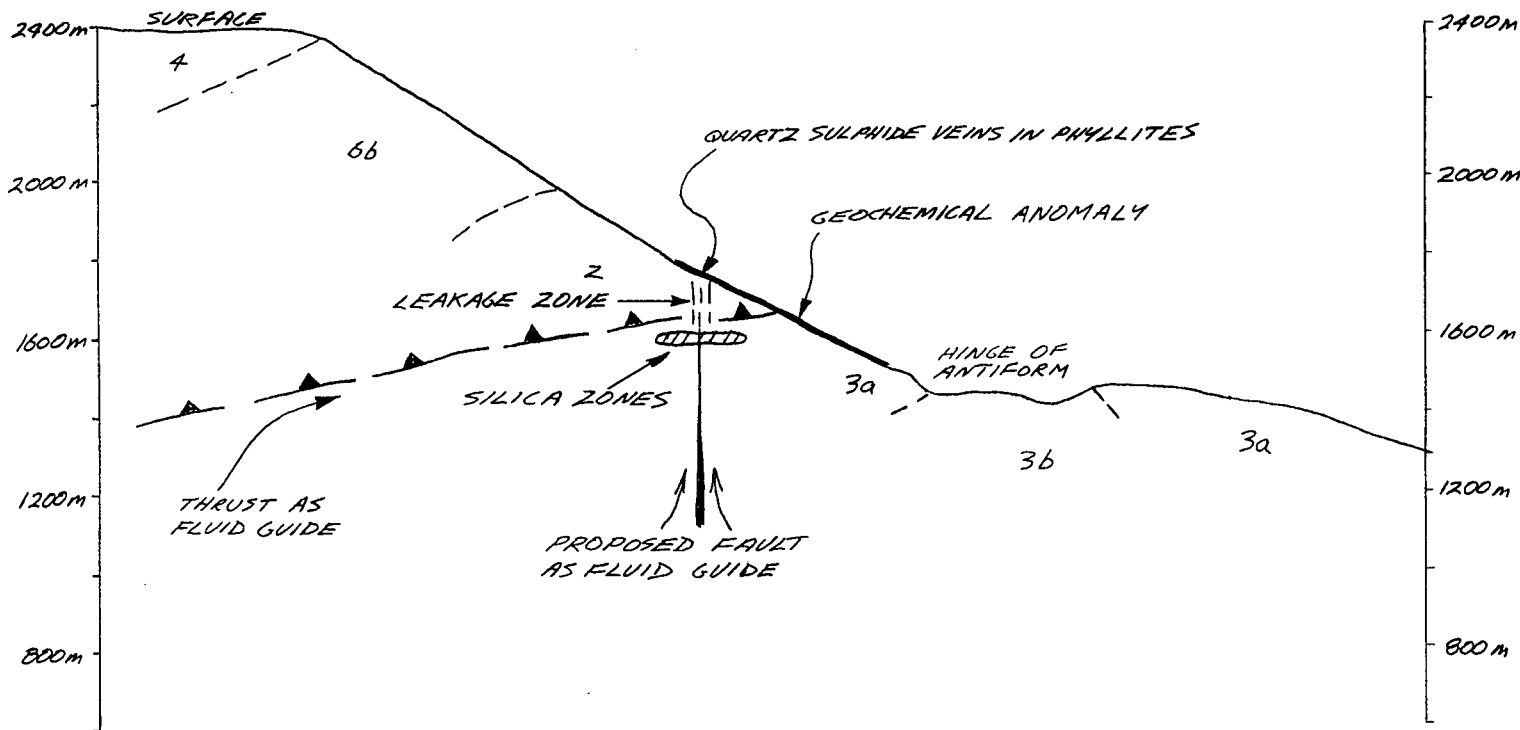 SURFACE
2400m
2400m
4
6b
QUARTZ SULPHIDE VEINS IN PHYLLITES
2000m
2000m
GEOCHEMICAL ANOMALY
2
LEAKAGE ZONE
1600m
1600m
HINGE OF
ANTIFORM
3a
SILICA ZONES
3b
3a
1200m
1200m
THRUST AS
FLUID GUIDE
PROPOSED FAULT
AS FLUID GUIDE
800m
800m